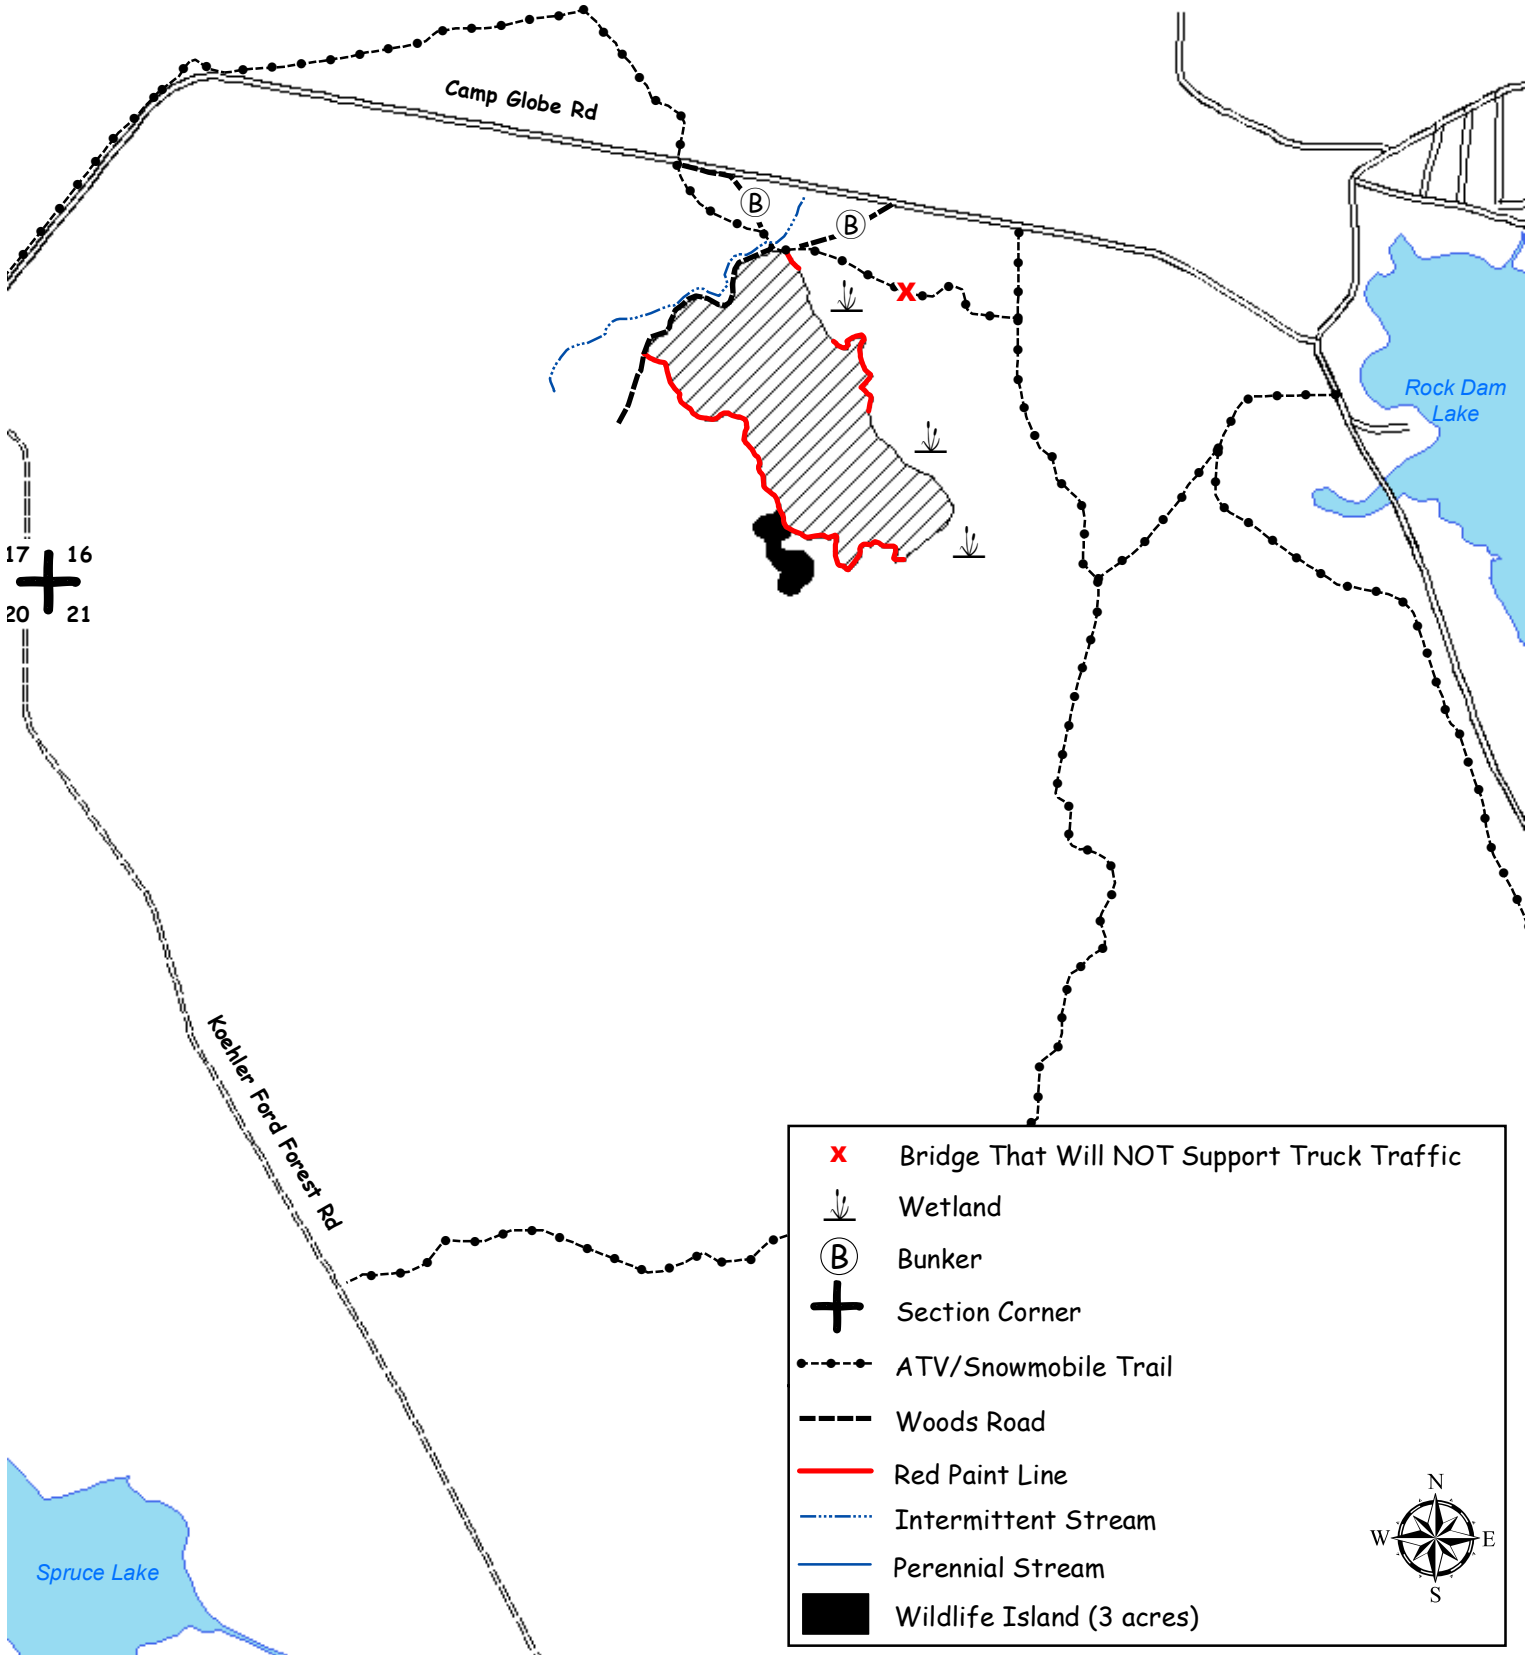 Camp Globe Rd
B
B
Rock Dam
Lake
x
17 16
20 21
Koehler Ford Forest Rd
x Bridge That Will NOT Support Truck Traffic
Wetland
B Bunker
Section Corner
ATV/Snowmobile Trail
Woods Road
Red Paint Line
Intermittent Stream
Perennial Stream
Wildlife Island (3 acres)
N
W E
S
Spruce Lake